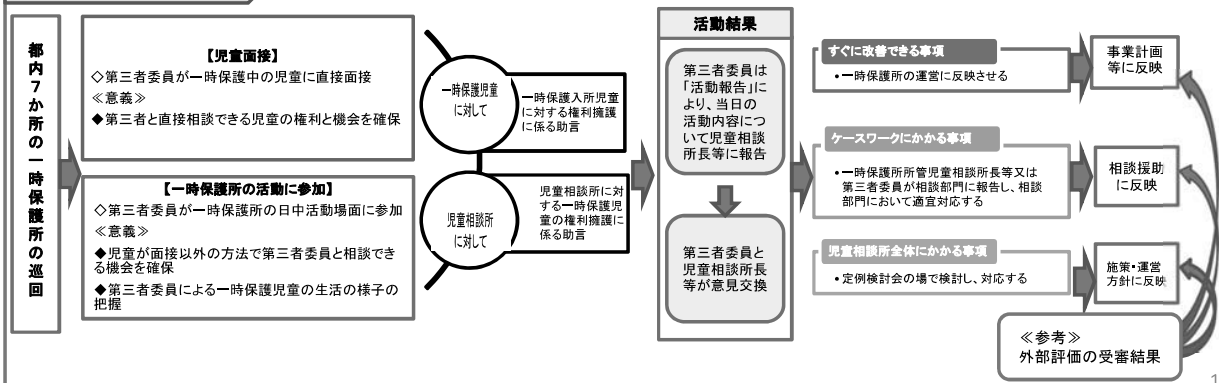 都内７か所の一時保護所の巡回
【児童面接】
◇第三者委員が一時保護中の児童に直接面接
≪意義≫
◆第三者と直接相談できる児童の権利と機会を確保
【一時保護所の活動に参加】
◇第三者委員が一時保護所の日中活動場面に参加
≪意義≫
◆児童が面接以外の方法で第三者委員と相談でき
る機会を確保
◆第三者委員による一時保護児童の生活の様子の
把握
一時保護児童
に対して
一時保護入所児童
に対する権利擁護
に係る助言
児童相談所
に対して
児童相談所に対
する一時保護児
童の権利擁護に
係る助言
活動結果
第三者委員は
「活動報告」に
より、当日の
活動内容につ
いて児童相談
所長等に報告
第三者委員と
児童相談所長
等が意見交換
すぐに改善できる事項
・一時保護所の運営に反映させる
事業計画
等に反映
ケースワークにかかる事項
・一時保護所所管児童相談所長等又は
第三者委員が相談部門に報告し、相談
部門において適宜対応する
相談援助
に反映
児童相談所全体にかかる事項
・定例検討会の場で検討し、対応する
施策・運営
方針に反映
≪参考≫
外部評価の受審結果
1